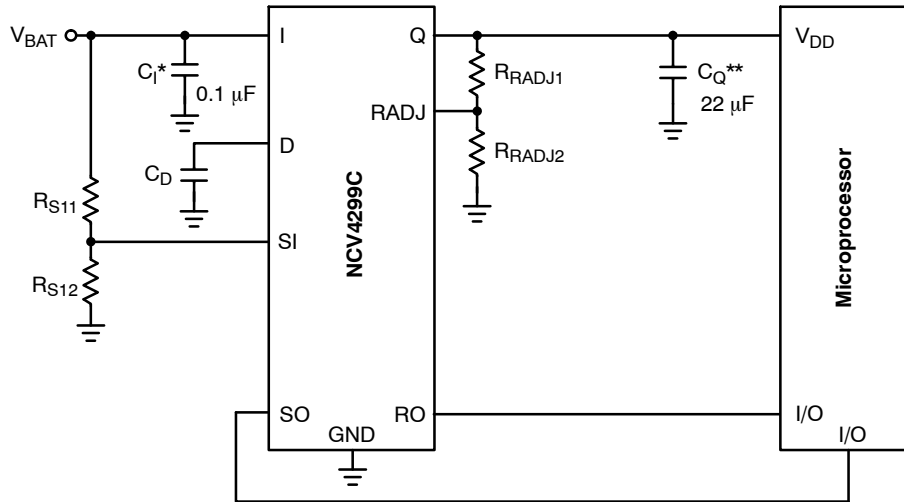 V_BAT
I
Q
V_DD
C_I*
0.1 μF
R_RADJ1
C_Q**
22 μF
RADJ
D
C_D
R_RADJ2
R_S11
SI
R_S12
NCV4299C
Microprocessor
SO
RO
I/O
GND
I/O